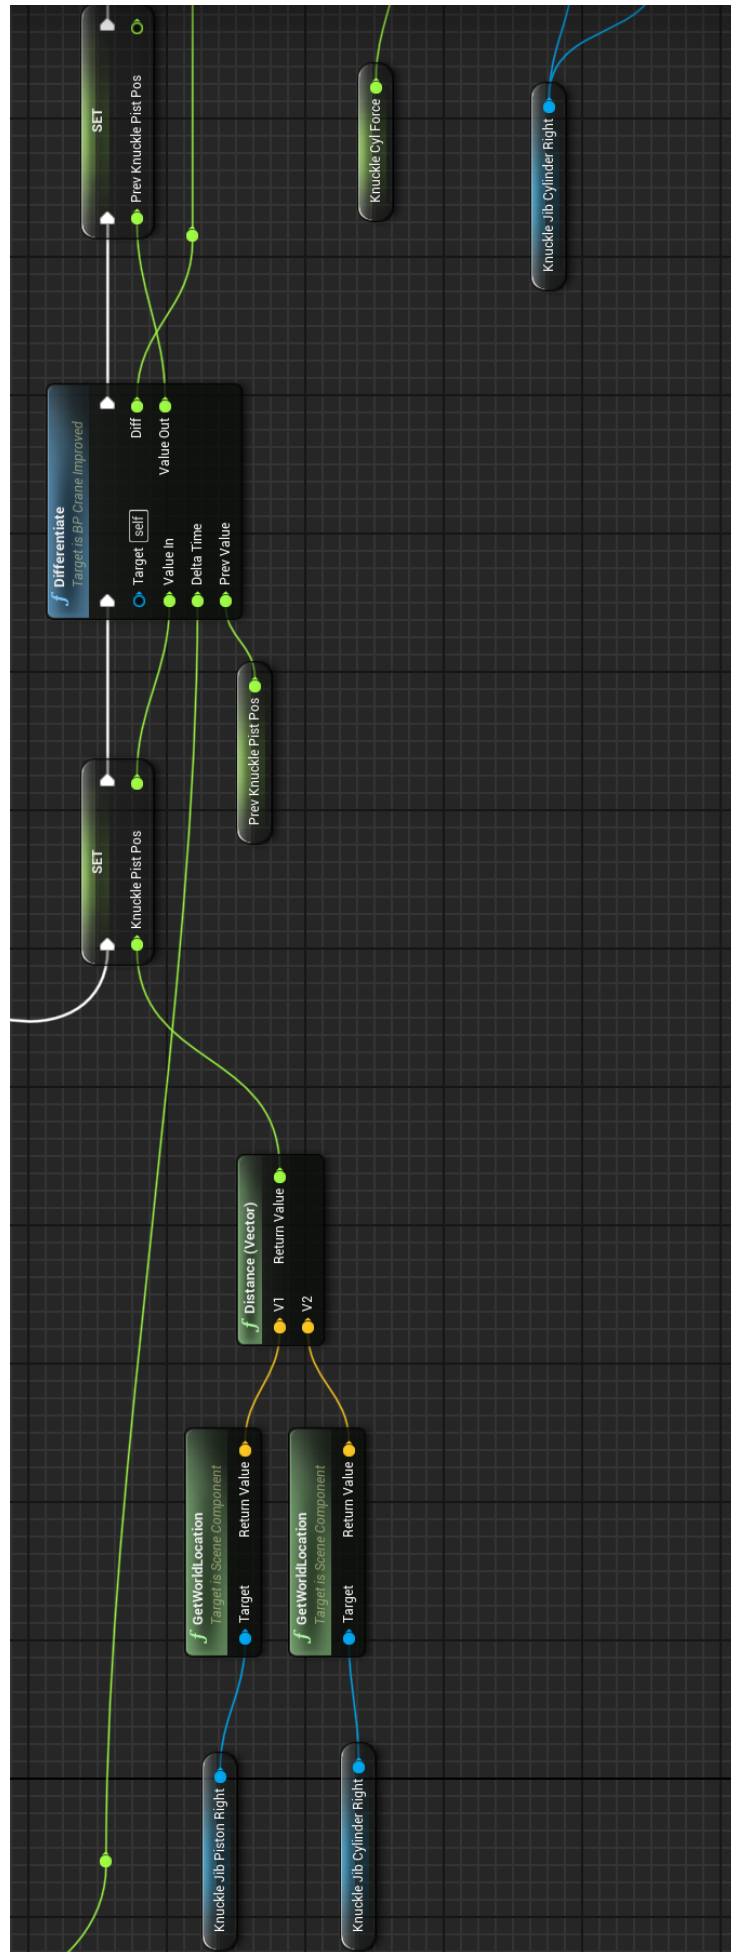 Knuckle Jib Piston Right
Knuckle Jib Cylinder Right
GetWorldLocation
Target is Scene Component
Target
Return Value
GetWorldLocation
Target is Scene Component
Target
Return Value
Distance (Vector)
V1
Return Value
V2
SET
Knuckle Pist Pos
Prev Knuckle Pist Pos
Differentiate
Target is BP Crane Improved
Target self
Diff
Value In
Value Out
Delta Time
Prev Value
SET
Prev Knuckle Pist Pos
Knuckle Cyl Force
Knuckle Jib Cylinder Right